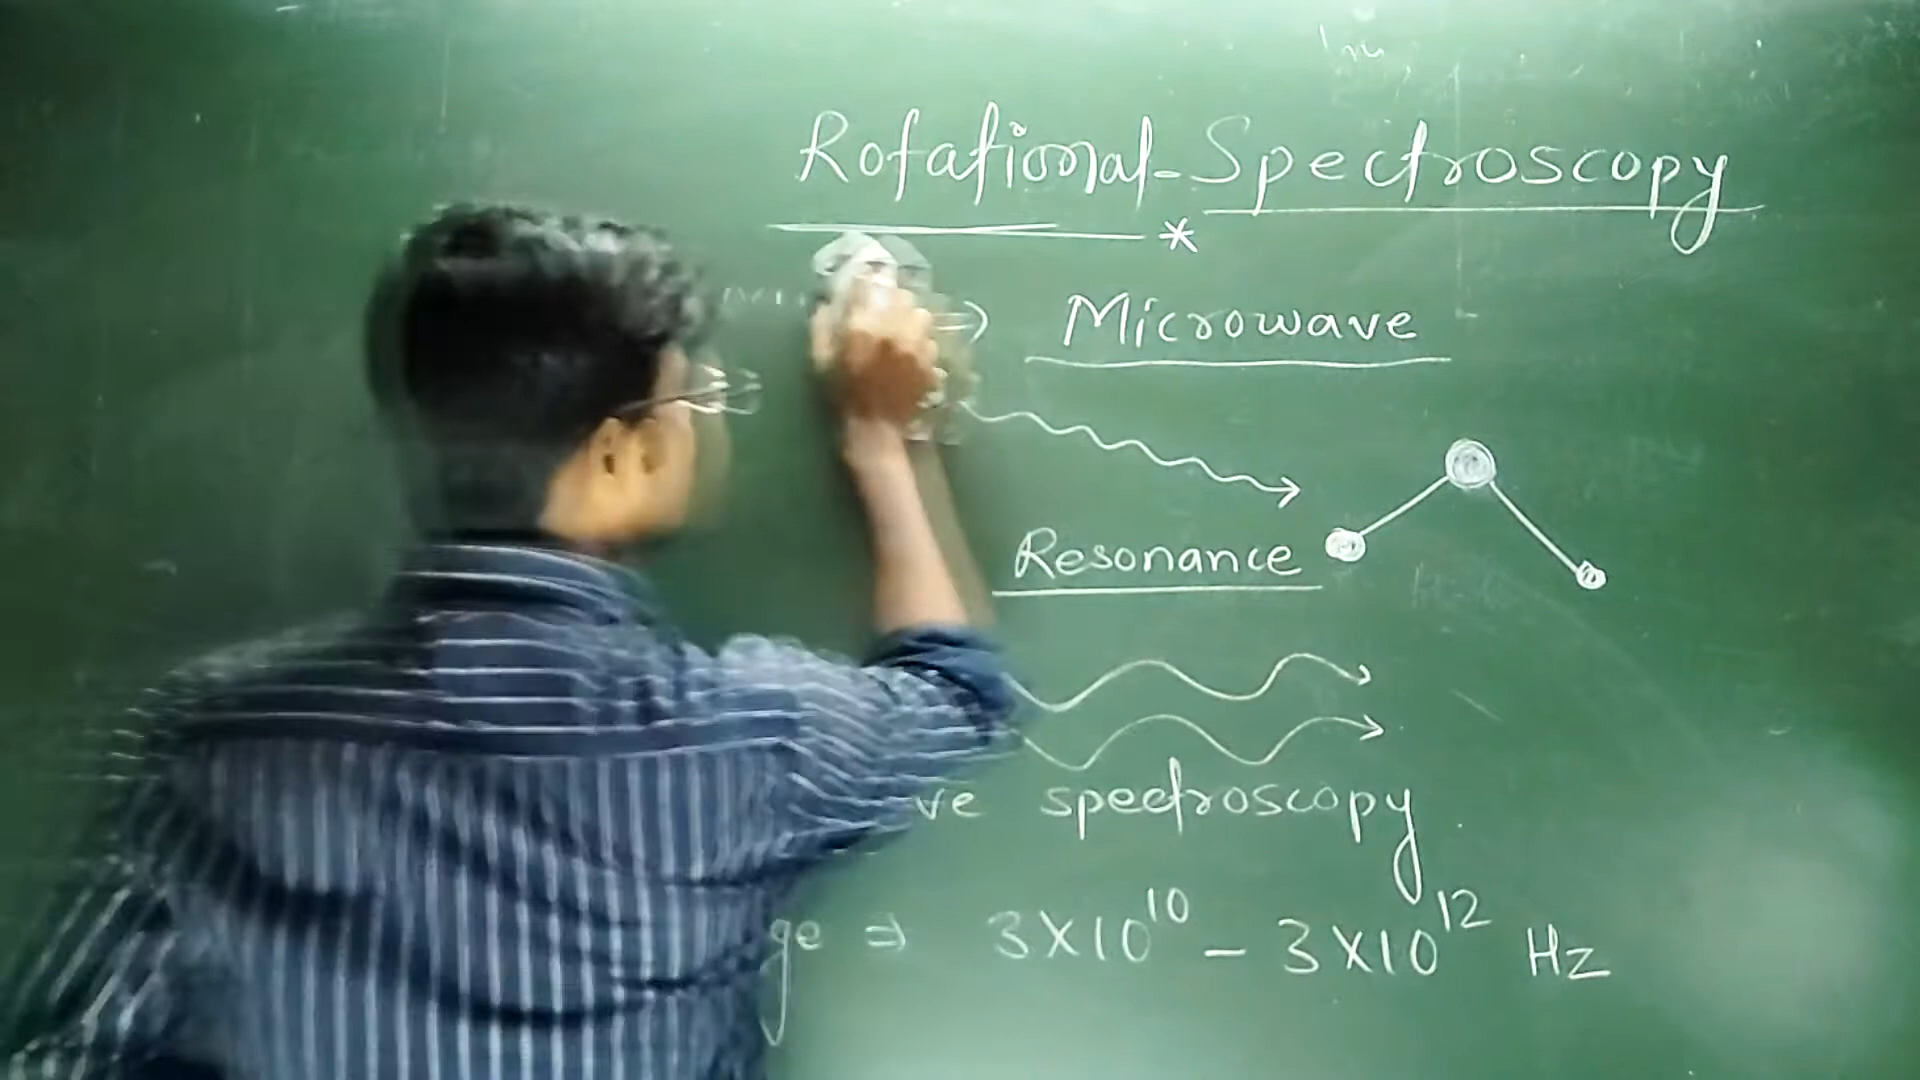 Rotational-Spectroscopy
*
Microwave
Resonance
ve spectroscopy
ge ⇒ 3X10¹⁰ - 3X10¹² Hz